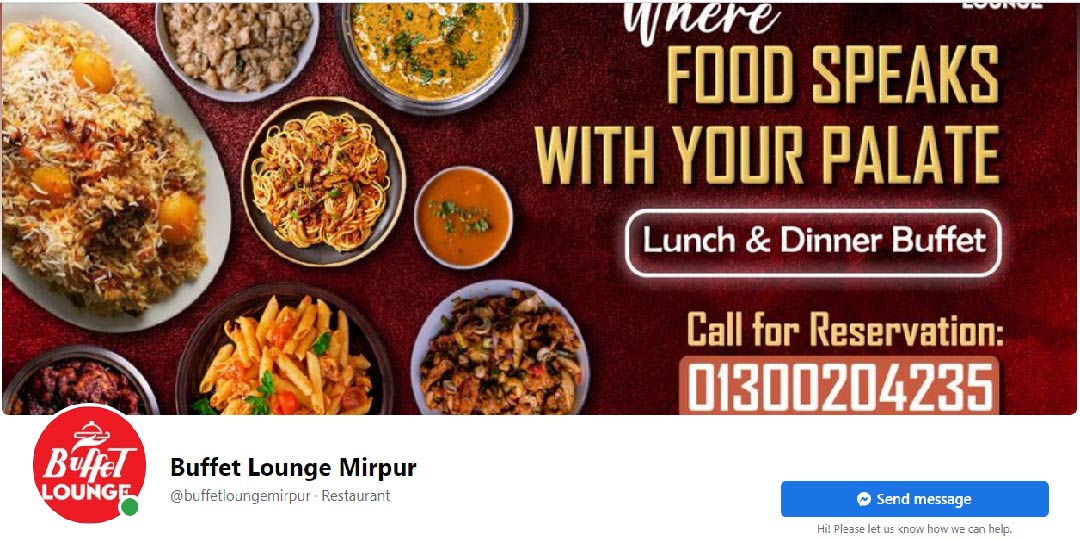 LOUNGE
Where
FOOD SPEAKS
WITH YOUR PALATE
Lunch & Dinner Buffet
Call for Reservation:
01300204235
BuffeT
LOUNGE
Buffet Lounge Mirpur
@buffetloungemirpur · Restaurant
Send message
Hi! Please let us know how we can help.